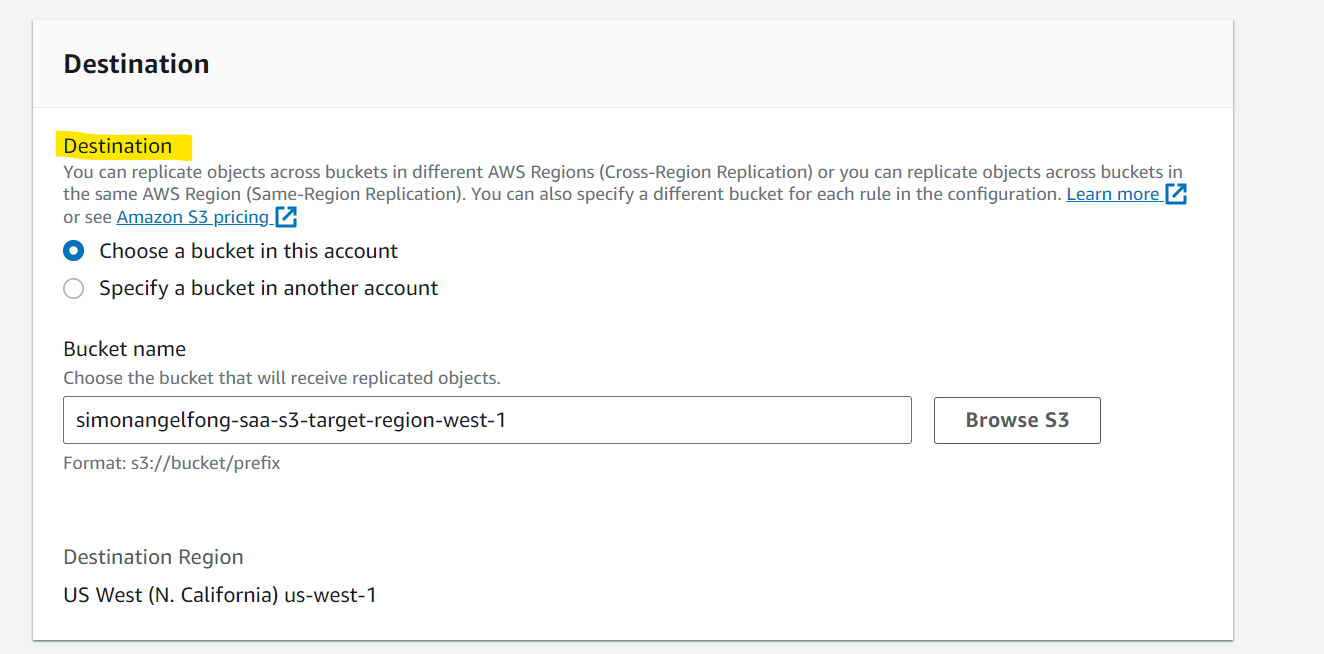 Destination
Destination
You can replicate objects across buckets in different AWS Regions (Cross-Region Replication) or you can replicate objects across buckets in
the same AWS Region (Same-Region Replication). You can also specify a different bucket for each rule in the configuration. Learn more
or see Amazon S3 pricing
Choose a bucket in this account
Specify a bucket in another account
Bucket name
Choose the bucket that will receive replicated objects.
simonangelfong-saa-s3-target-region-west-1
Browse S3
Format: s3://bucket/prefix
Destination Region
US West (N. California) us-west-1